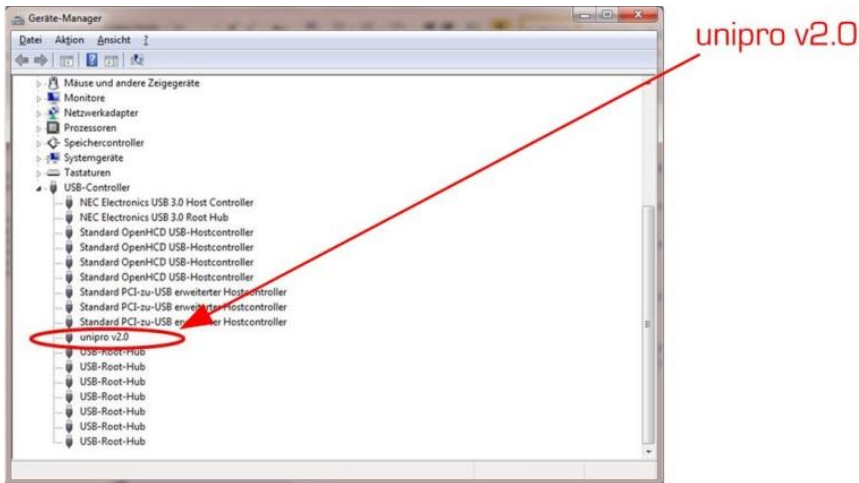 Geräte-Manager
unipro v2.0
Datei Aktion Ansicht ?
Mäuse und andere Zeigegeräte
Monitore
Netzwerkadapter
Prozessoren
Speichercontroller
Systemgeräte
Tastaturen
USB-Controller
NEC Electronics USB 3.0 Host Controller
NEC Electronics USB 3.0 Root Hub
Standard OpenHCD USB-Hostcontroller
Standard OpenHCD USB-Hostcontroller
Standard OpenHCD USB-Hostcontroller
Standard OpenHCD USB-Hostcontroller
Standard PCI-zu-USB erweiterter Hostcontroller
Standard PCI-zu-USB erweiterter Hostcontroller
Standard PCI-zu-USB erweiterter Hostcontroller
unipro v2.0
USB-Root-Hub
USB-Root-Hub
USB-Root-Hub
USB-Root-Hub
USB-Root-Hub
USB-Root-Hub
USB-Root-Hub